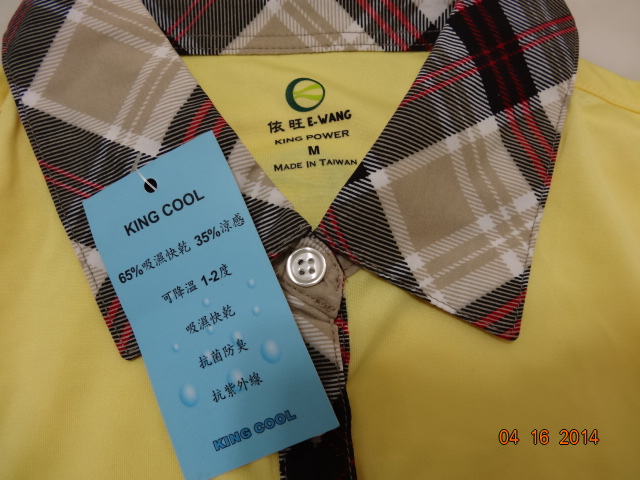 依旺 E-WANG
KING POWER
M
MADE IN TAIWAN
KING COOL
65%吸濕快乾 35%涼感
可降溫 1-2度
吸濕快乾
抗菌防臭
抗紫外線
KING COOL
04 16 2014